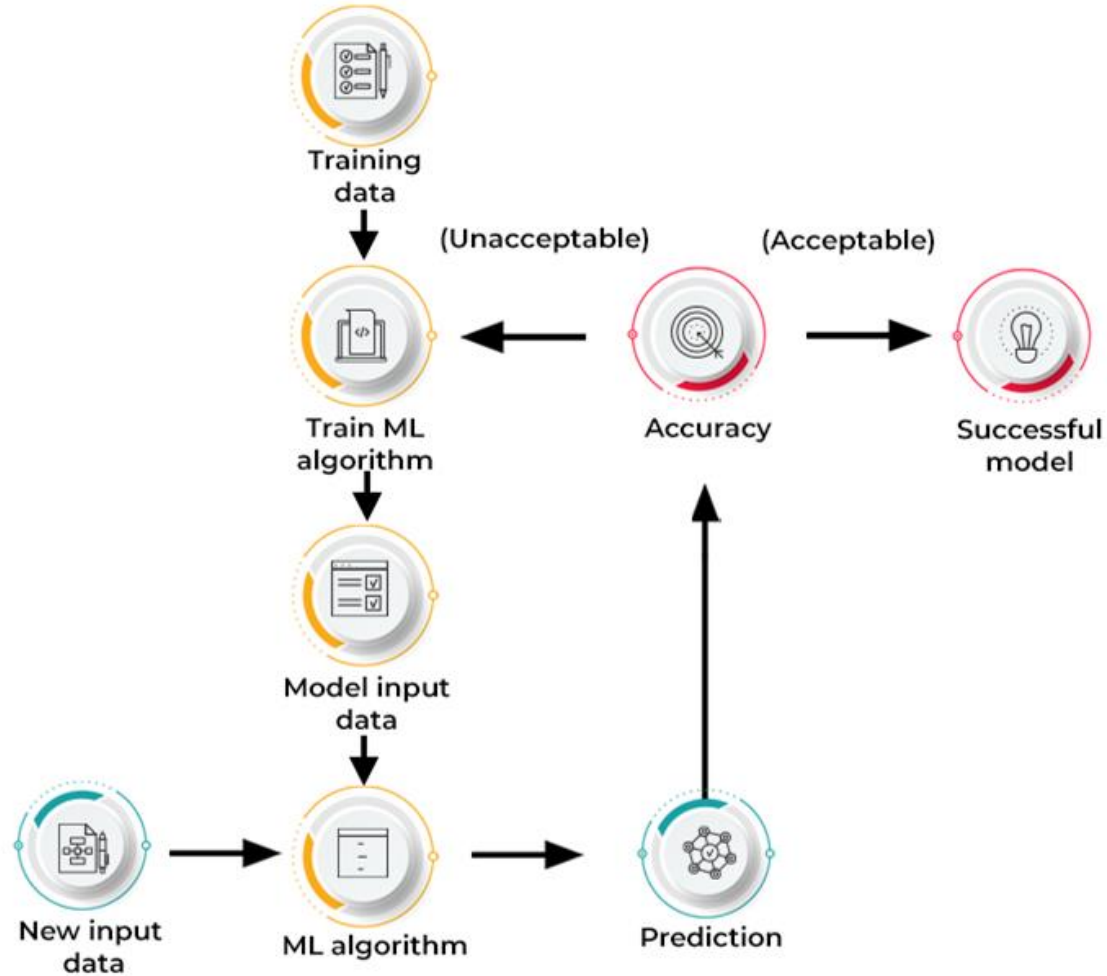 Training
data
(Unacceptable)
(Acceptable)
Train ML
algorithm
Accuracy
Successful
model
Model input
data
New input
data
ML algorithm
Prediction